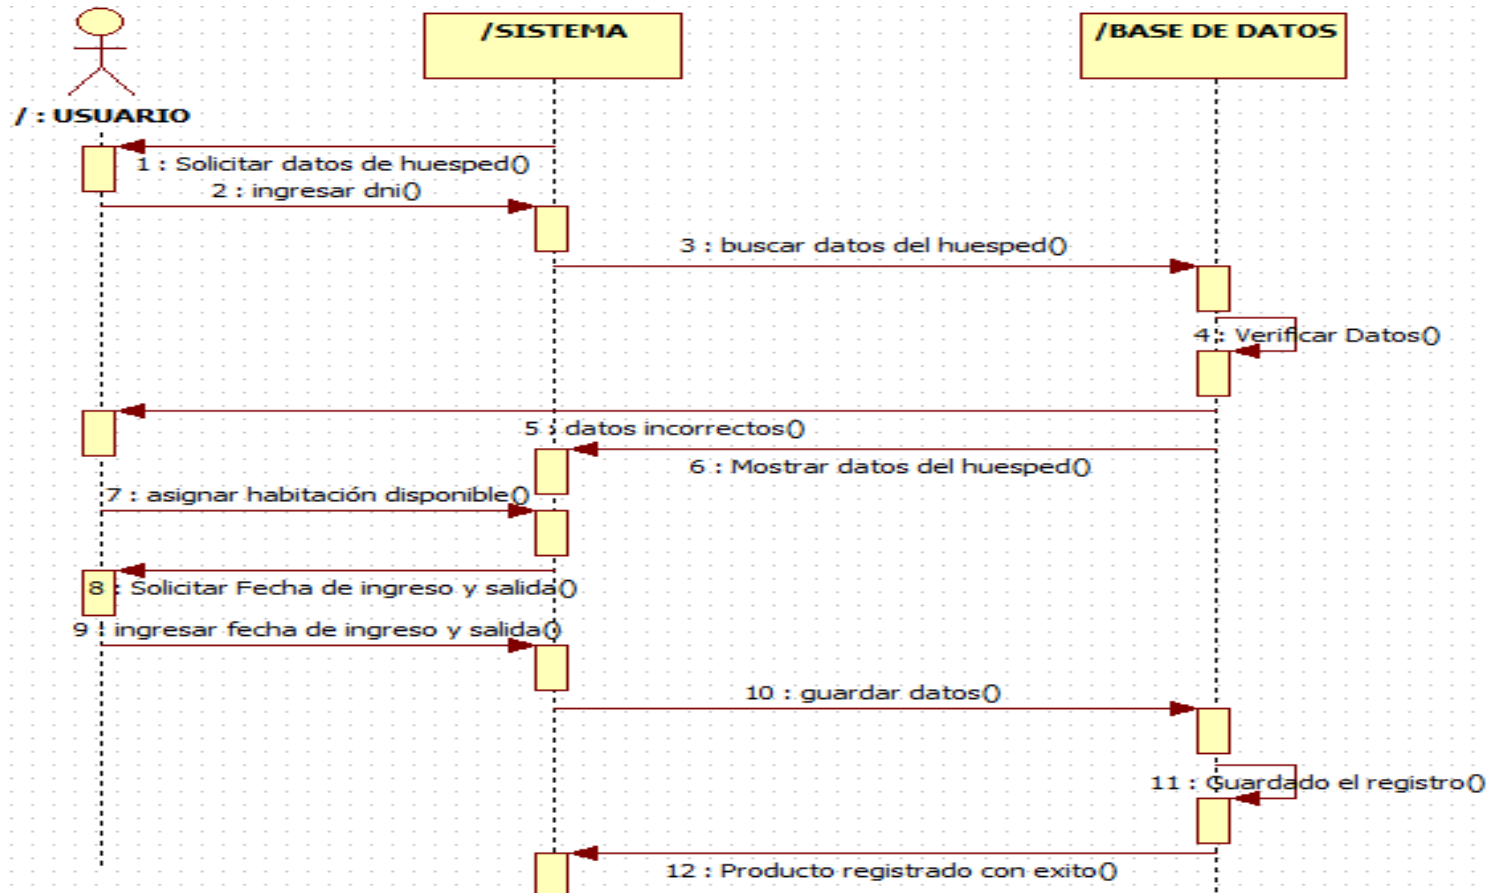 /SISTEMA
/BASE DE DATOS
/ : USUARIO
1 : Solicitar datos de huesped()
2 : ingresar dni()
3 : buscar datos del huesped()
4 : Verificar Datos()
5 : datos incorrectos()
6 : Mostrar datos del huesped()
7 : asignar habitación disponible()
8 : Solicitar Fecha de ingreso y salida()
9 : ingresar fecha de ingreso y salida()
10 : guardar datos()
11 : Guardado el registro()
12 : Producto registrado con exito()